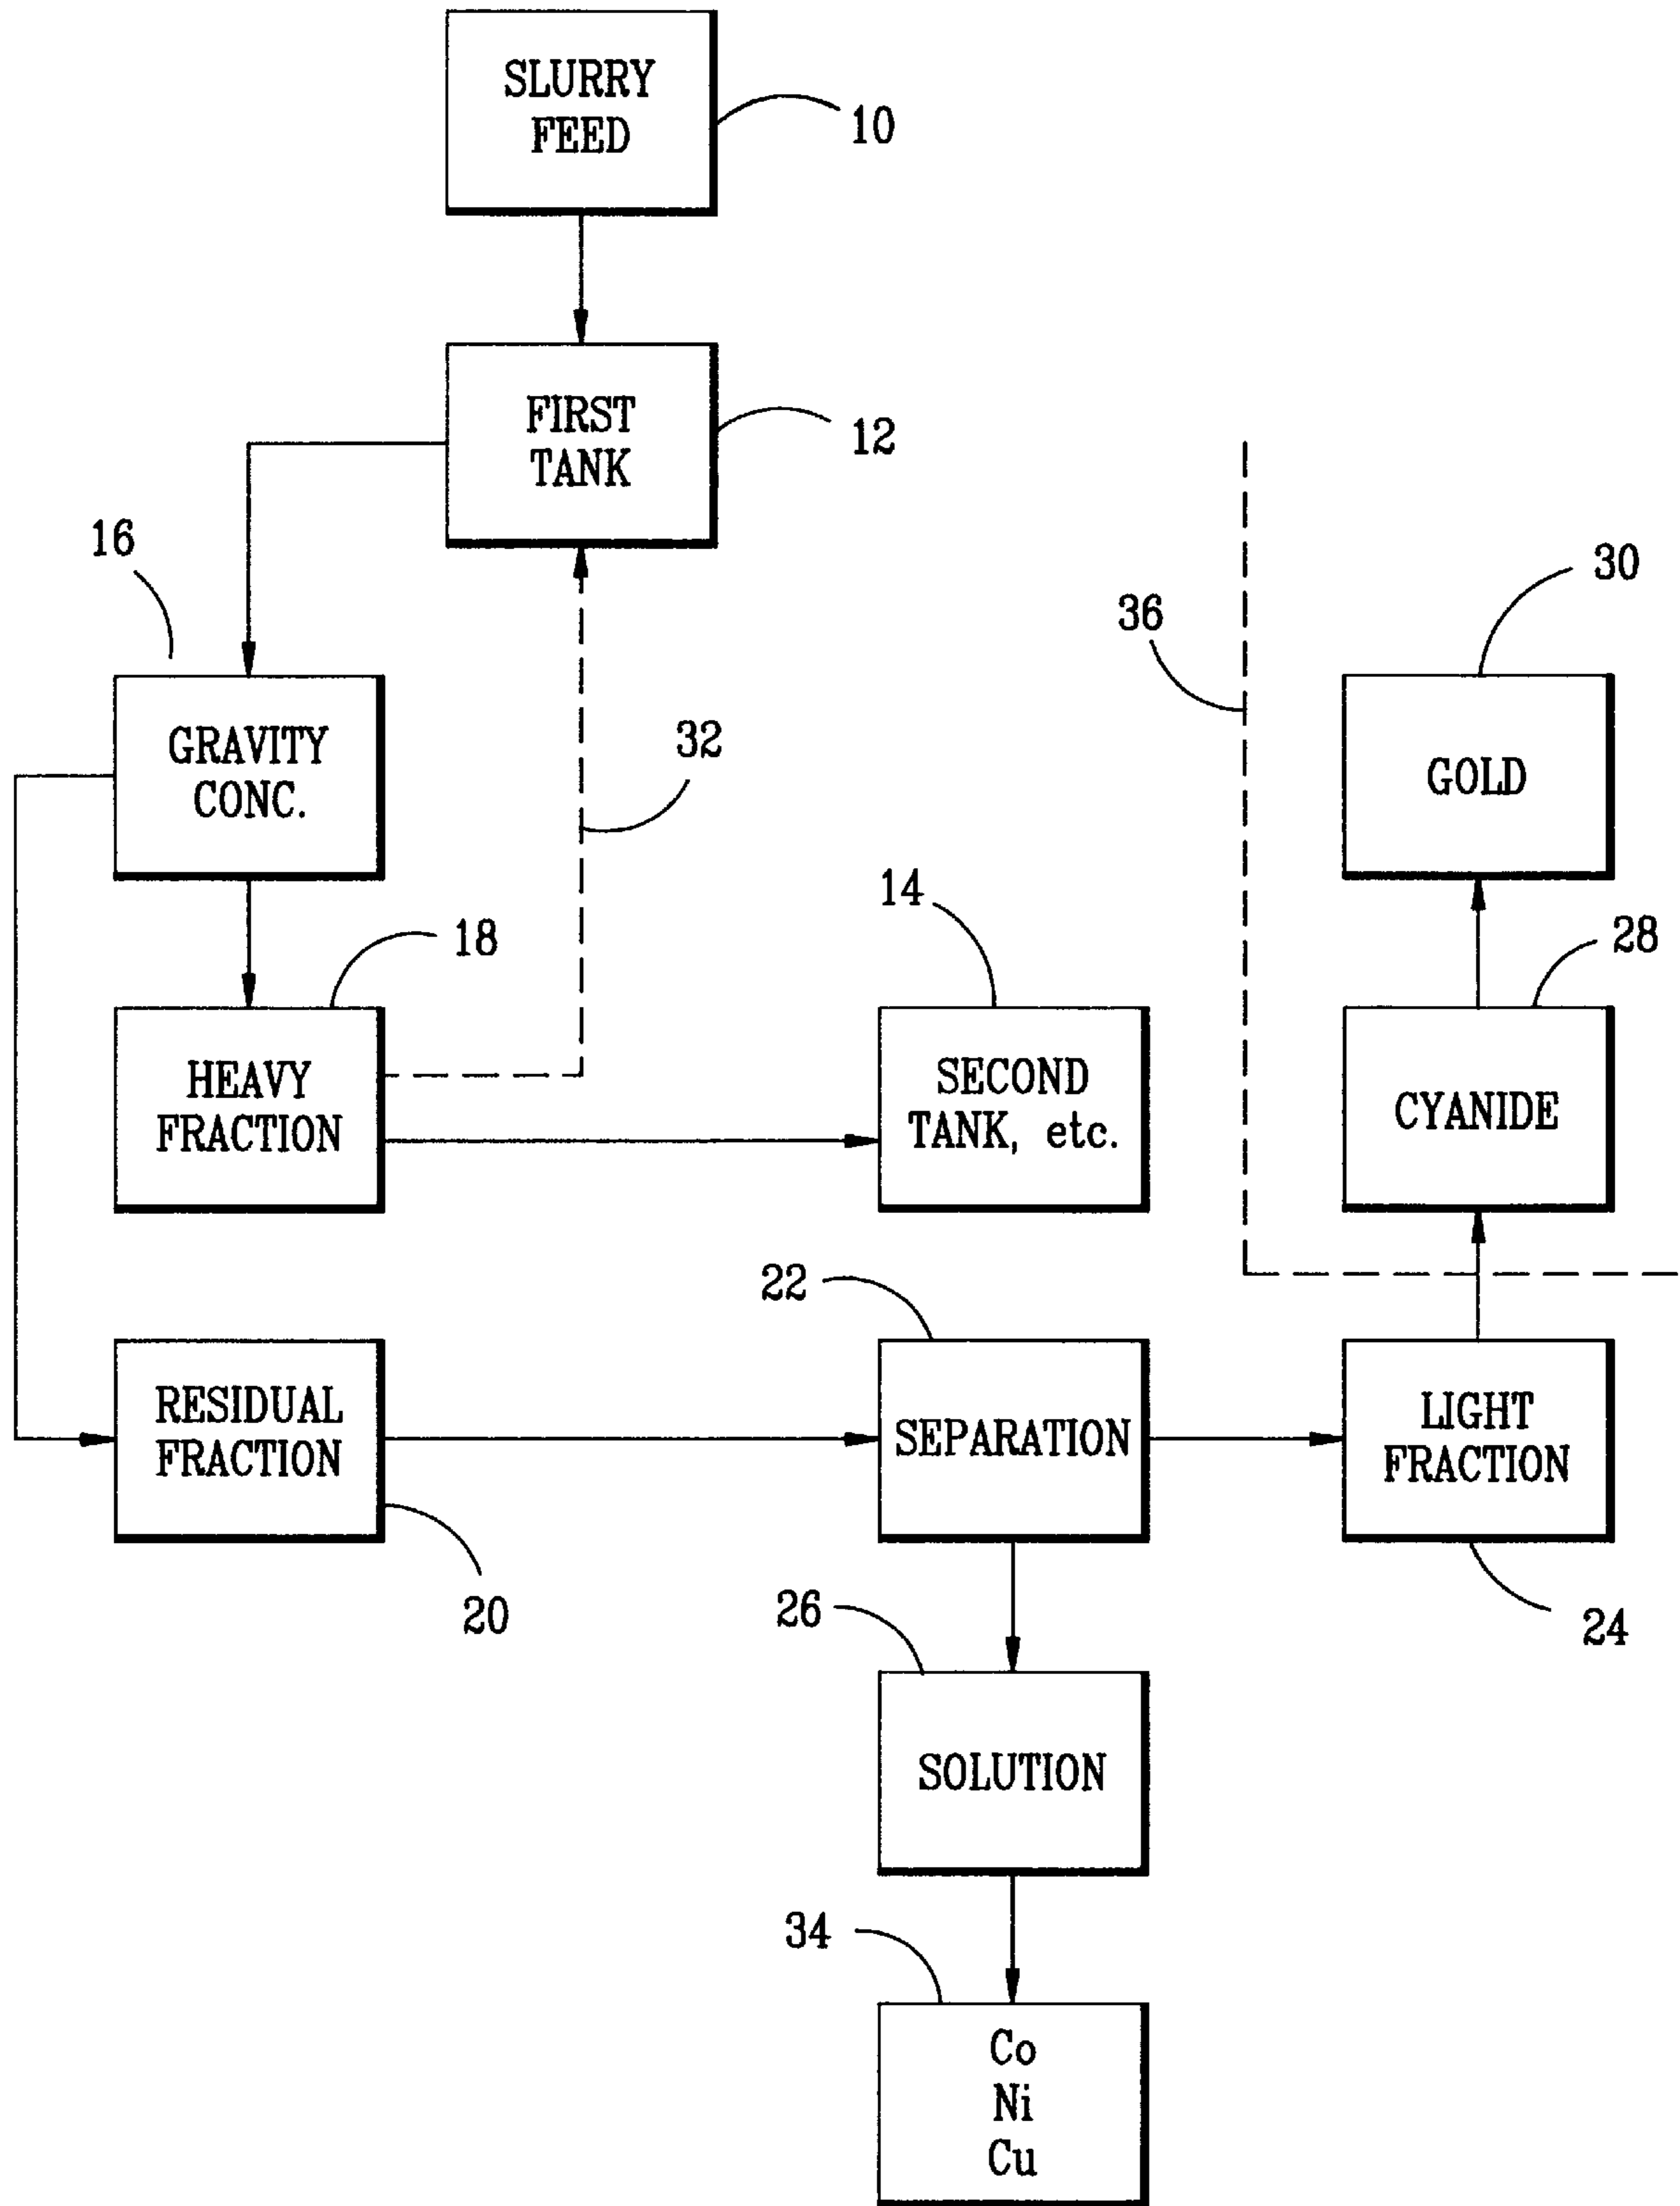 SLURRY
FEED
10
FIRST
TANK
12
16
30
36
GRAVITY
CONC.
32
GOLD
14
18
28
HEAVY
FRACTION
SECOND
TANK, etc.
CYANIDE
22
RESIDUAL
FRACTION
SEPARATION
LIGHT
FRACTION
20
26
24
SOLUTION
34
Co
Ni
Cu